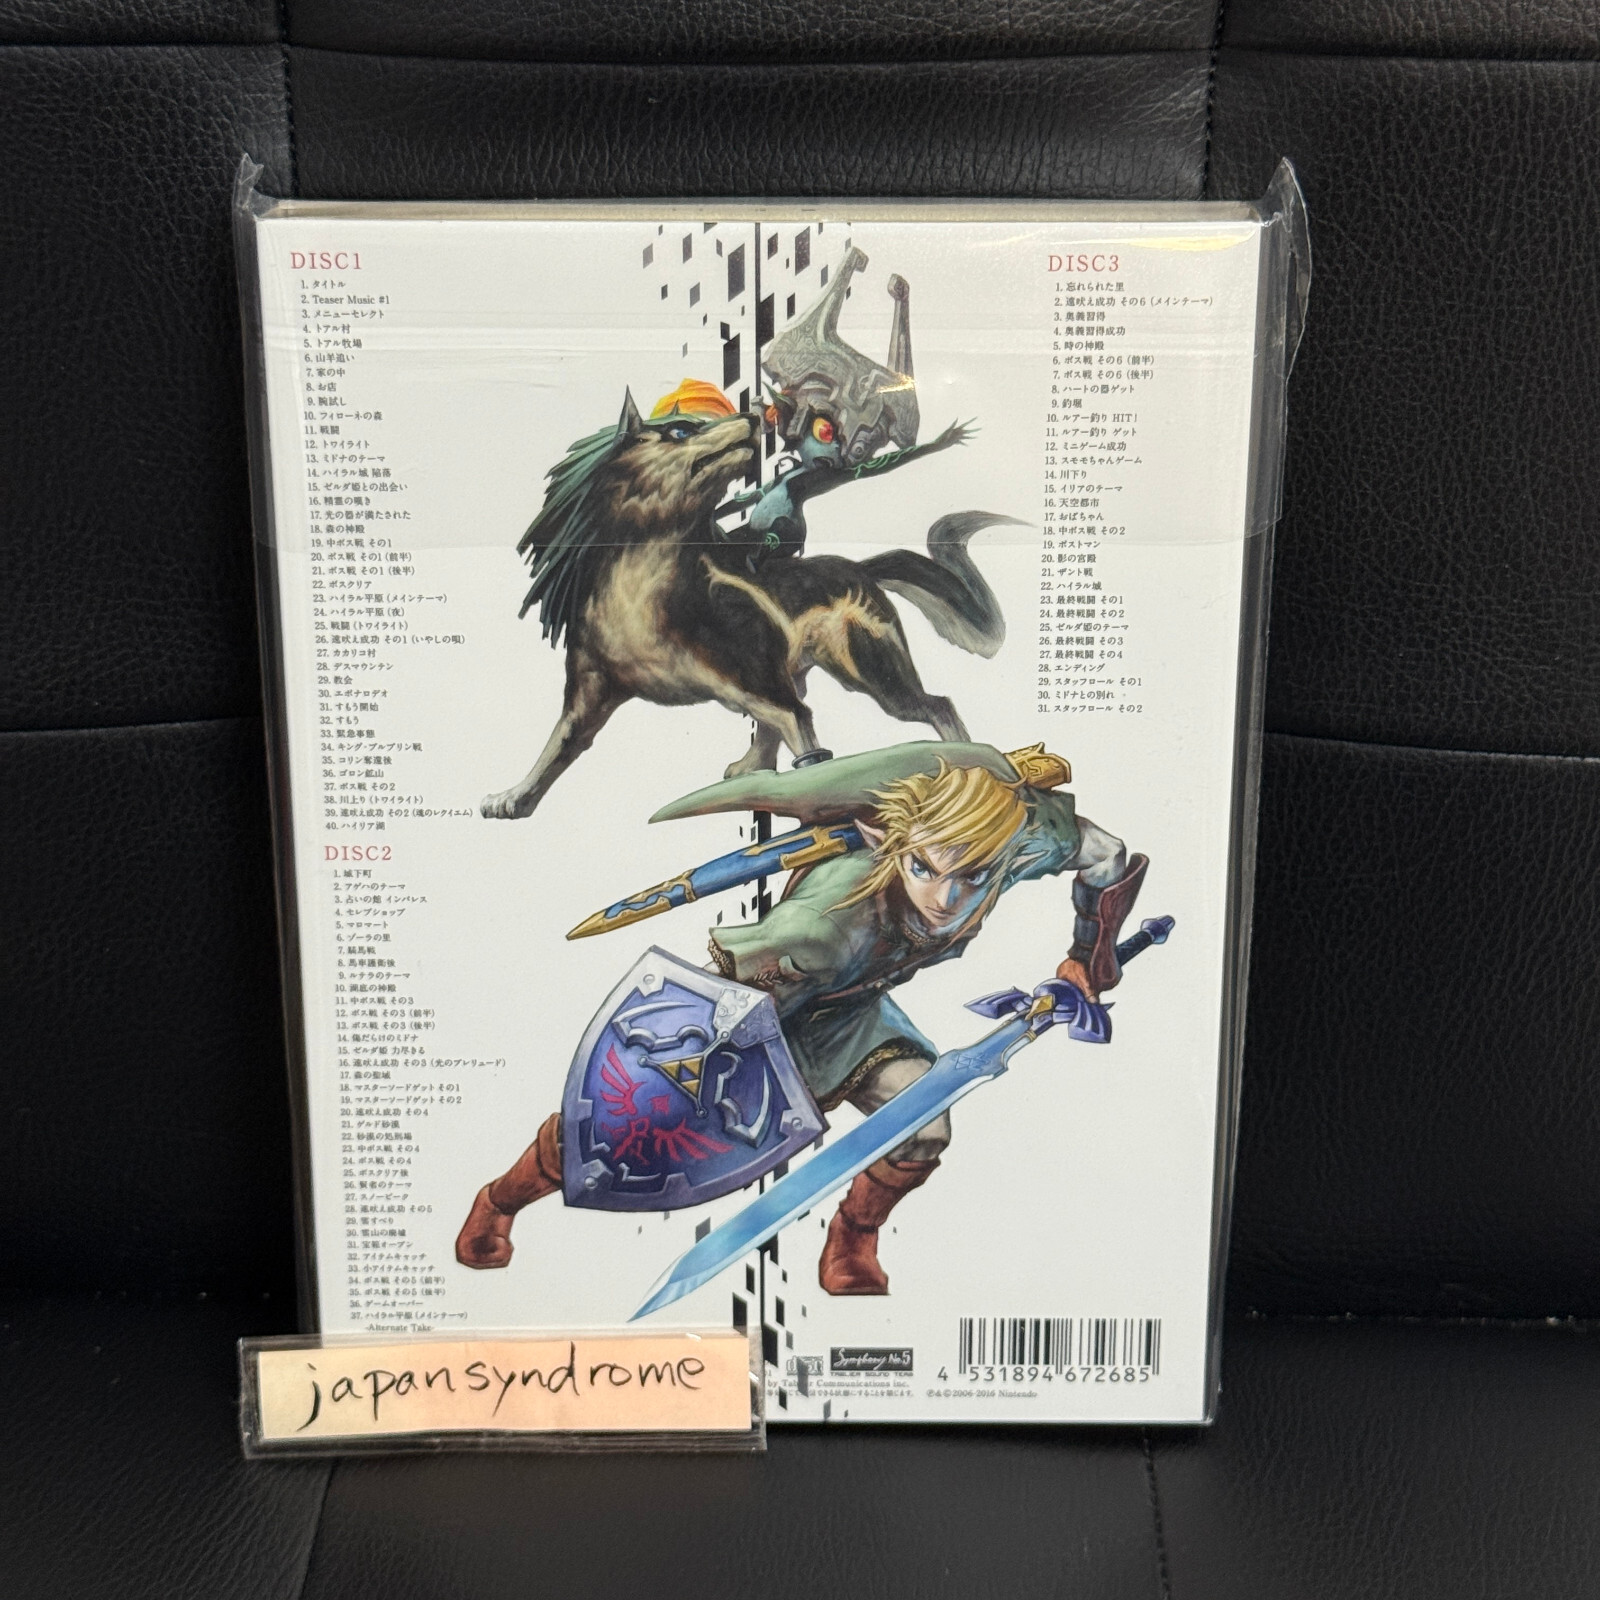 DISC1
1. タイトル
2. Teaser Music #1
3. メニューセレクト
4. トアル村
5. トアル牧場
6. 山羊追い
7. 家の中
8. お店
9. 腕試し
10. フィローネの森
11. 戦闘
12. トワイライト
13. ミドナのテーマ
14. ハイラル城 陥落
15. ゼルダ姫との出会い
16. 精霊の嘆き
17. 光の器が満たされた
18. 森の神殿
19. 中ボス戦 その1
20. ボス戦 その1 (前半)
21. ボス戦 その1 (後半)
22. ボスクリア
23. ハイラル平原 (メインテーマ)
24. ハイラル平原 (夜)
25. 戦闘 (トワイライト)
26. 遠吠え成功 その1 (いやしの唄)
27. カカリコ村
28. デスマウンテン
29. 教会
30. エポナロデオ
31. すもう開始
32. すもう
33. 緊急事態
34. キング・ブルブリン戦
35. コリン奪還後
36. ゴロン鉱山
37. ボス戦 その2
38. 川上り (トワイライト)
39. 遠吠え成功 その2 (魂のレクイエム)
40. ハイリア湖
DISC2
1. 城下町
2. アゲハのテーマ
3. 占いの館 インパレス
4. セレブショップ
5. マロマート
6. ゾーラの里
7. 騎馬戦
8. 馬車護衛後
9. ルテラのテーマ
10. 湖底の神殿
11. 中ボス戦 その3
12. ボス戦 その3 (前半)
13. ボス戦 その3 (後半)
14. 傷だらけのミドナ
15. ゼルダ姫 力尽きる
16. 遠吠え成功 その3 (光のプレリュード)
17. 森の聖域
18. マスターソードゲット その1
19. マスターソードゲット その2
20. 遠吠え成功 その4
21. ゲルド砂漠
22. 砂漠の処刑場
23. 中ボス戦 その4
24. ボス戦 その4
25. ボスクリア後
26. 賢者のテーマ
27. スノーピーク
28. 遠吠え成功 その5
29. 雪すべり
30. 雪山の廃墟
31. 宝箱オープン
32. アイテムキャッチ
33. 小アイテムキャッチ
34. ボス戦 その5 (前半)
35. ボス戦 その5 (後半)
36. ゲームオーバー
37. ハイラル平原 (メインテーマ)
-Alternate Take-
DISC3
1. 忘れられた里
2. 遠吠え成功 その6 (メインテーマ)
3. 奥義習得
4. 奥義習得成功
5. 時の神殿
6. ボス戦 その6 (前半)
7. ボス戦 その6 (後半)
8. ハートの器ゲット
9. 釣堀
10. ルアー釣り HIT!
11. ルアー釣り ゲット
12. ミニゲーム成功
13. スモモちゃんゲーム
14. 川下り
15. イリアのテーマ
16. 天空都市
17. おばちゃん
18. 中ボス戦 その2
19. ポストマン
20. 影の宮殿
21. ザント戦
22. ハイラル城
23. 最終戦闘 その1
24. 最終戦闘 その2
25. ゼルダ姫のテーマ
26. 最終戦闘 その3
27. 最終戦闘 その4
28. エンディング
29. スタッフロール その1
30. ミドナとの別れ
31. スタッフロール その2
japansyndrome
Symphony No.5
TABLIER SOUND TEAM
by Tablier Communications inc.
℗&©2006-2016 Nintendo
4 531894 672685